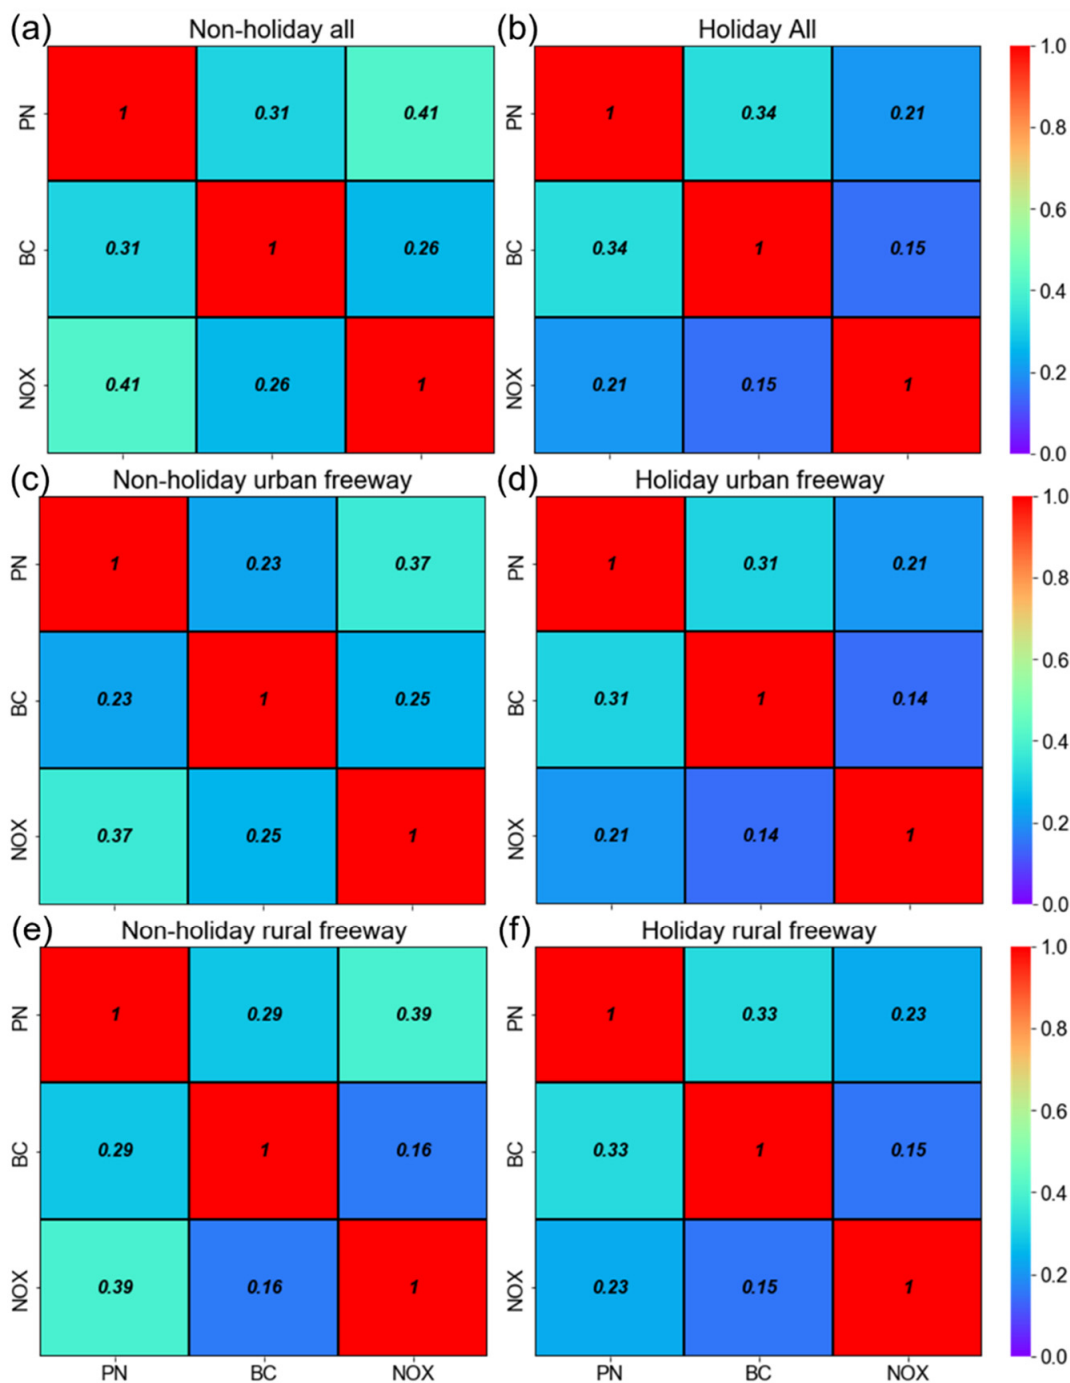 (a) Non-holiday all (b) Holiday All
PN 1 0.31 0.41 PN 1 0.34 0.21 1.0
0.8
BC 0.31 1 0.26 BC 0.34 1 0.15 0.6
0.4
NOX 0.41 0.26 1 NOX 0.21 0.15 1 0.2
0.0
(c) Non-holiday urban freeway (d) Holiday urban freeway
PN 1 0.23 0.37 PN 1 0.31 0.21 1.0
0.8
BC 0.23 1 0.25 BC 0.31 1 0.14 0.6
0.4
NOX 0.37 0.25 1 NOX 0.21 0.14 1 0.2
0.0
(e) Non-holiday rural freeway (f) Holiday rural freeway
PN 1 0.29 0.39 PN 1 0.33 0.23 1.0
0.8
BC 0.29 1 0.16 BC 0.33 1 0.15 0.6
0.4
NOX 0.39 0.16 1 NOX 0.23 0.15 1 0.2
0.0
PN BC NOX PN BC NOX